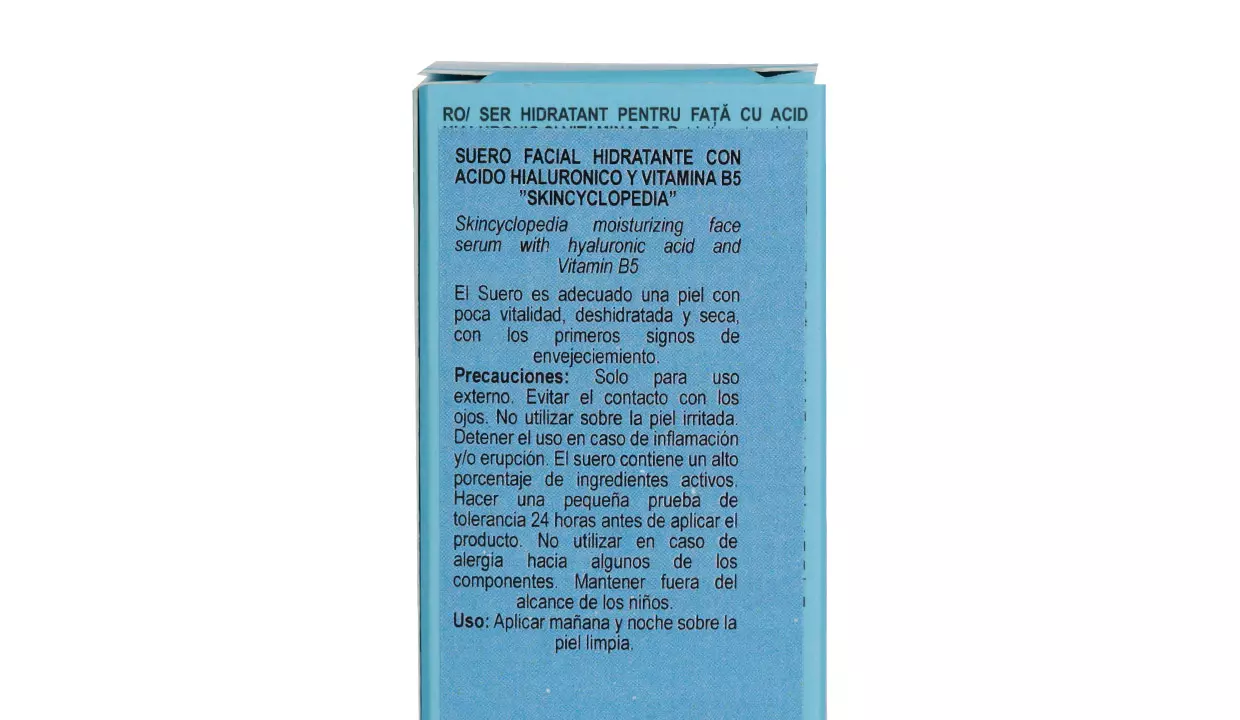 RO/ SER HIDRATANT PENTRU FAȚĂ CU ACID
SUERO FACIAL HIDRATANTE CON
ACIDO HIALURONICO Y VITAMINA B5
"SKINCYCLOPEDIA"
Skincyclopedia moisturizing face
serum with hyaluronic acid and
Vitamin B5
El Suero es adecuado una piel con
poca vitalidad, deshidratada y seca,
con los primeros signos de
envejeciemiento.
Precauciones: Solo para uso
externo. Evitar el contacto con los
ojos. No utilizar sobre la piel irritada.
Detener el uso en caso de inflamación
y/o erupción. El suero contiene un alto
porcentaje de ingredientes activos.
Hacer una pequeña prueba de
tolerancia 24 horas antes de aplicar el
producto. No utilizar en caso de
alergia hacia algunos de los
componentes. Mantener fuera del
alcance de los niños.
Uso: Aplicar mañana y noche sobre la
piel limpia.